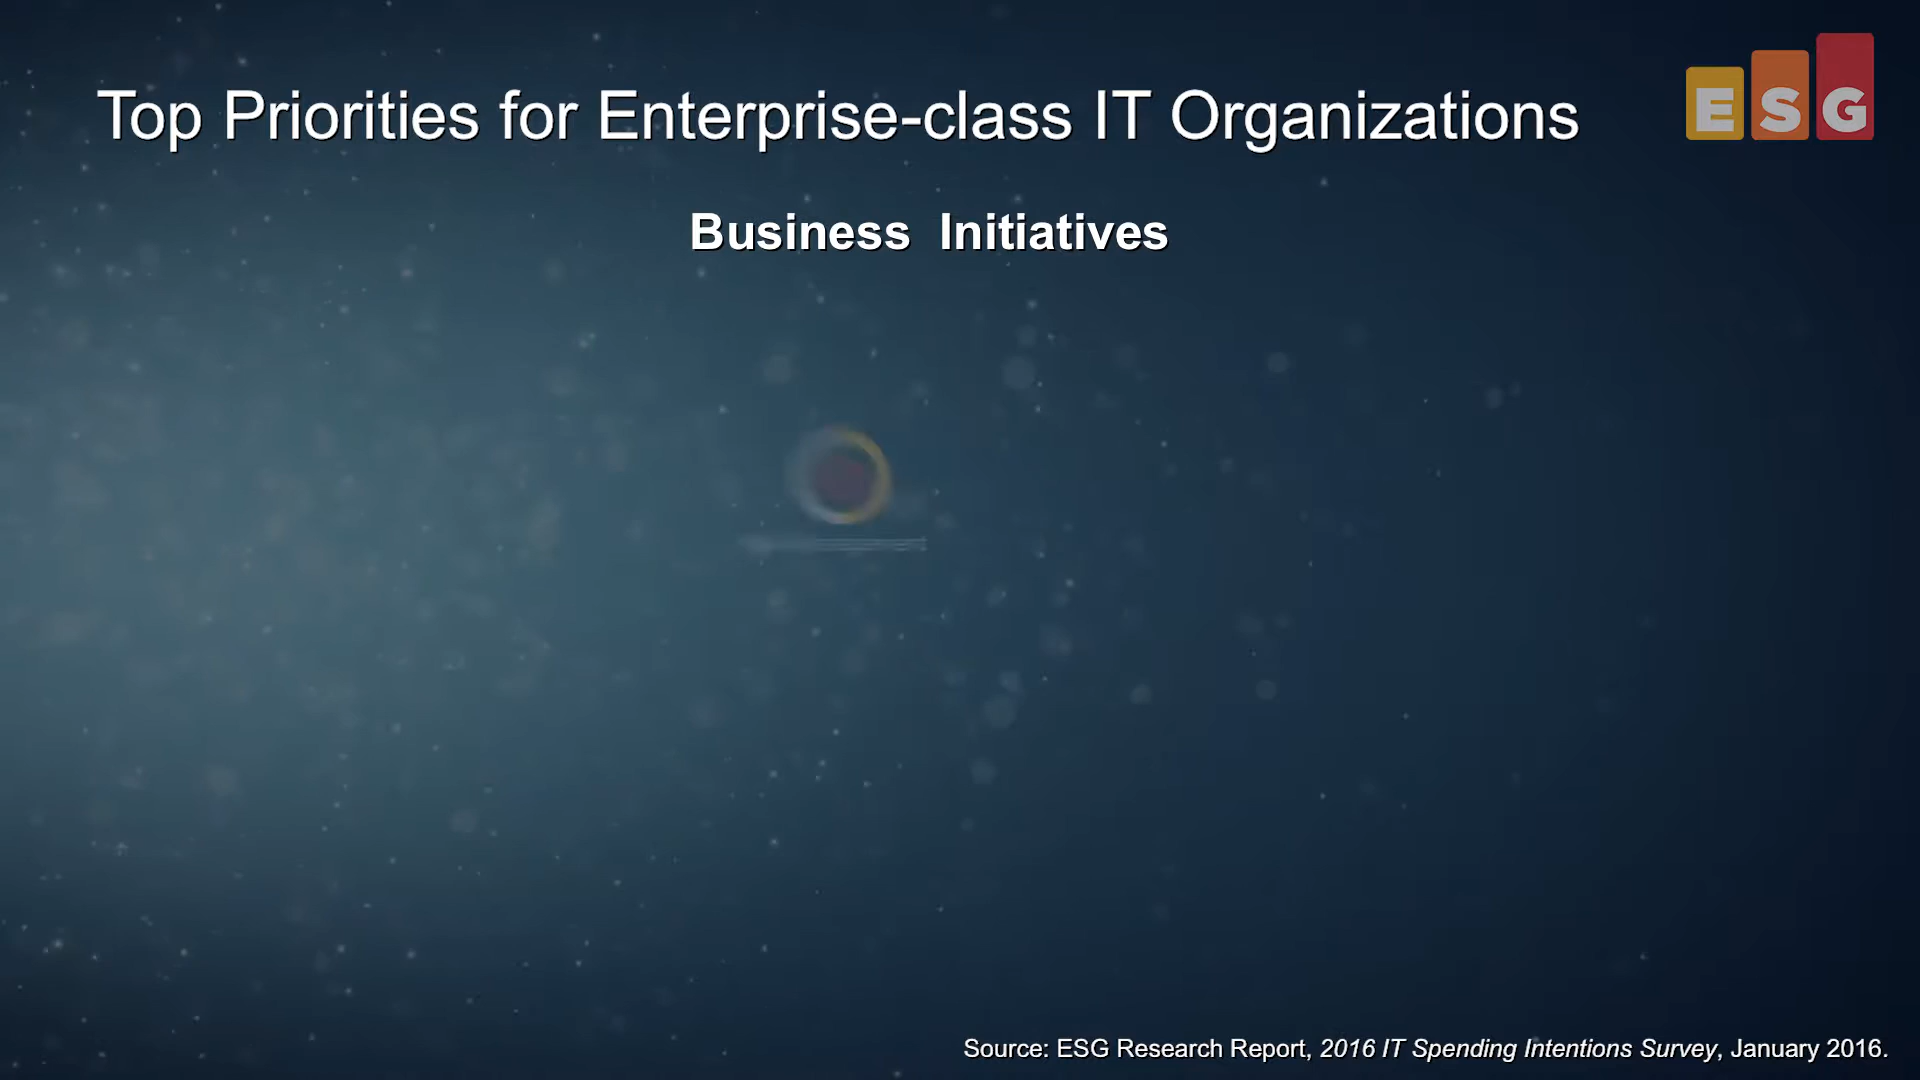 Top Priorities for Enterprise-class IT Organizations
ESG
Business Initiatives
Source: ESG Research Report, 2016 IT Spending Intentions Survey, January 2016.